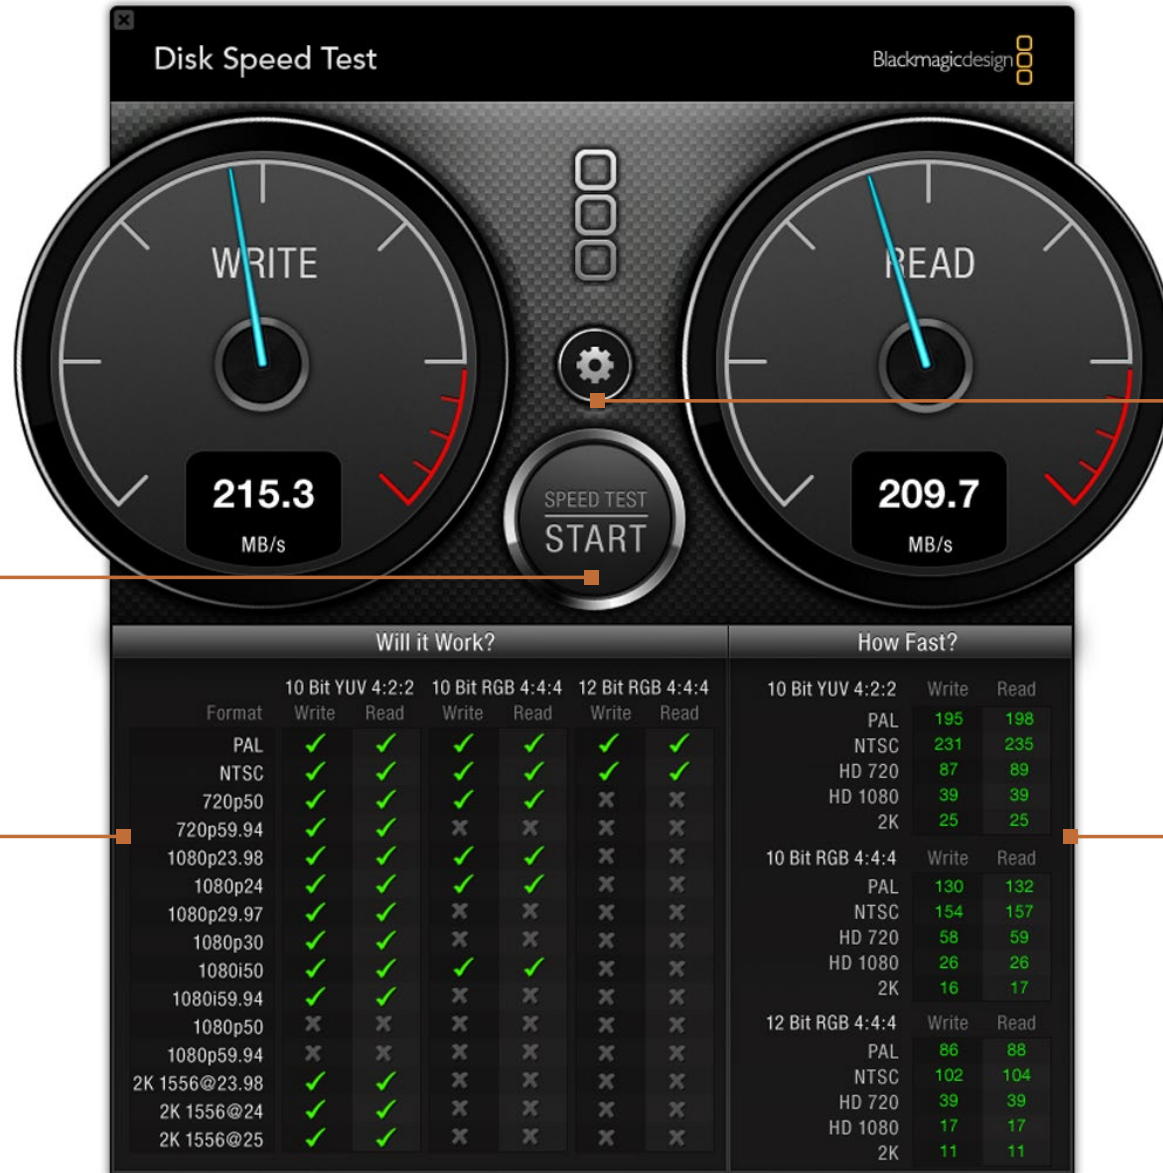 Disk Speed Test
Blackmagicdesign
WRITE
READ
215.3
MB/s
SPEED TEST
START
209.7
MB/s
Will it Work?
10 Bit YUV 4:2:2 10 Bit RGB 4:4:4 12 Bit RGB 4:4:4
Format Write Read Write Read Write Read
PAL
NTSC
720p50
720p59.94
1080p23.98
1080p24
1080p29.97
1080p30
1080i50
1080i59.94
1080p50
1080p59.94
2K 1556@23.98
2K 1556@24
2K 1556@25
How Fast?
10 Bit YUV 4:2:2 Write Read
PAL 195 198
NTSC 231 235
HD 720 87 89
HD 1080 39 39
2K 25 25
10 Bit RGB 4:4:4 Write Read
PAL 130 132
NTSC 154 157
HD 720 58 59
HD 1080 26 26
2K 16 17
12 Bit RGB 4:4:4 Write Read
PAL 86 88
NTSC 102 104
HD 720 39 39
HD 1080 17 17
2K 11 11